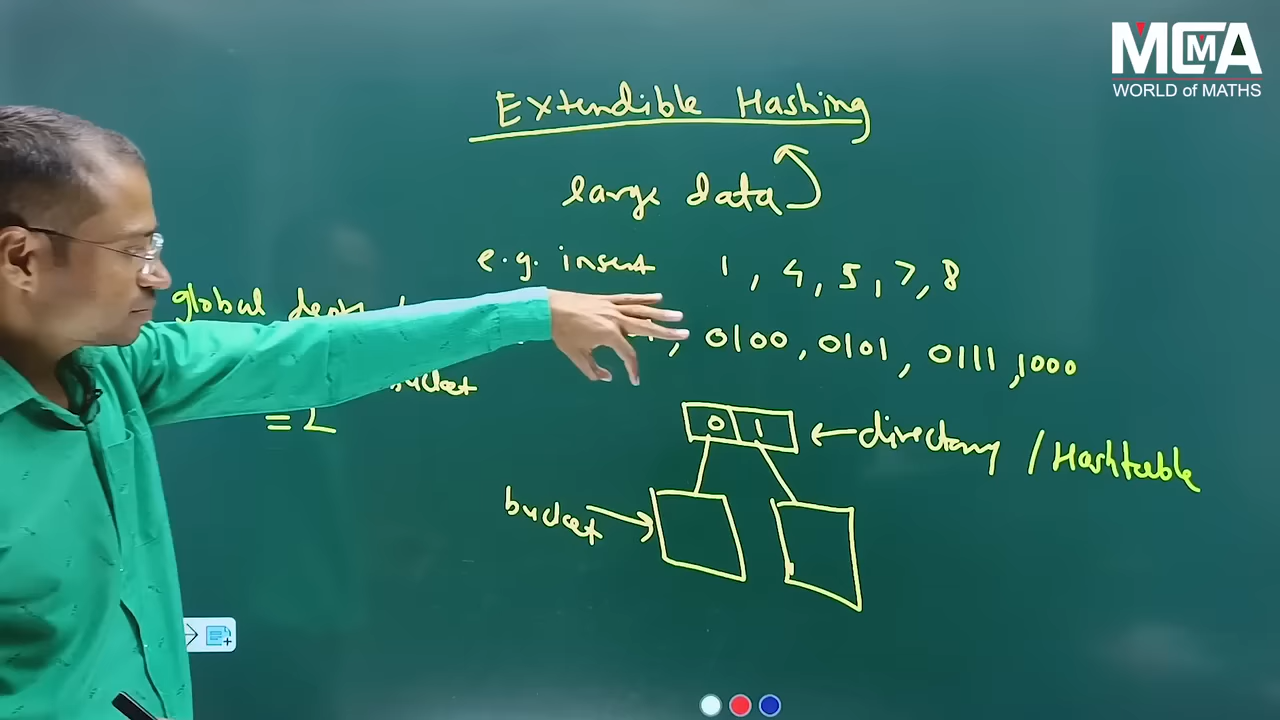 MCMA
WORLD of MATHS
Extendible Hashing
large data
e.g. insert 1, 4, 5, 7, 8
global
, 0100, 0101, 0111, 1000
bucket
= 2
0 1
directory / Hashtable
bucket